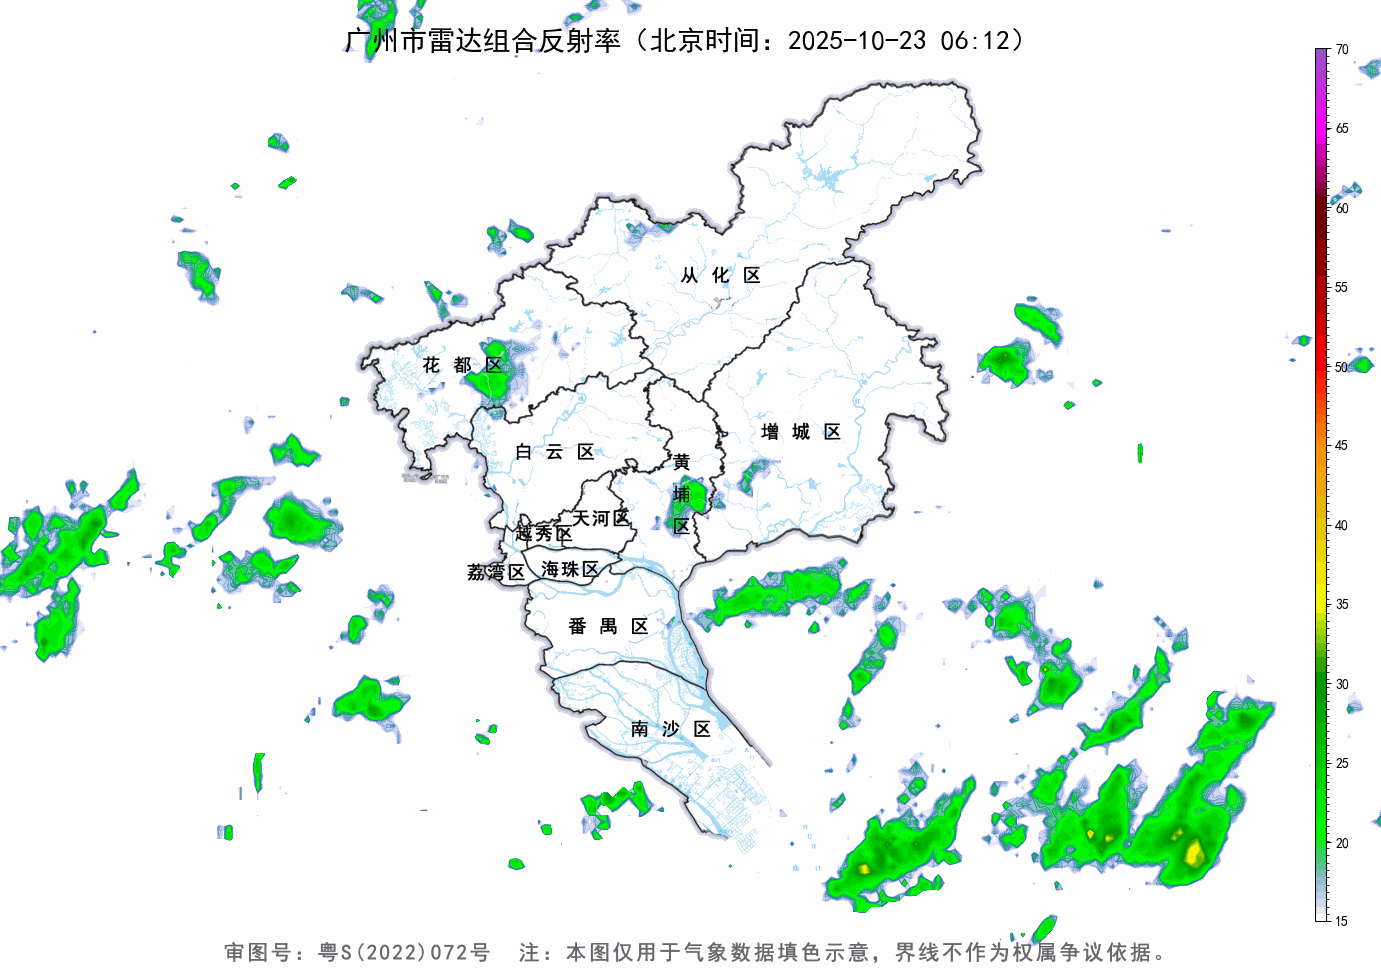 广州市雷达组合反射率（北京时间：2025-10-23 06:12）
70
65
60
55
50
45
40
35
30
25
20
15
从化区
花都区
增城区
白云区
黄埔区
天河区
越秀区
荔湾区
海珠区
番禺区
南沙区
审图号：粤S(2022)072号 注：本图仅用于气象数据填色示意，界线不作为权属争议依据。